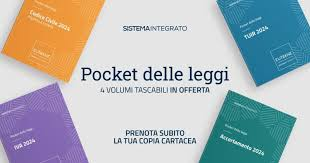 SISTEMAINTEGRATO
Codice Civile 2024
TUIR 2024
Pocket delle leggi
4 VOLUMI TASCABILI IN OFFERTA
IVA 2024
Accertamento 2024
PRENOTA SUBITO
LA TUA COPIA CARTACEA